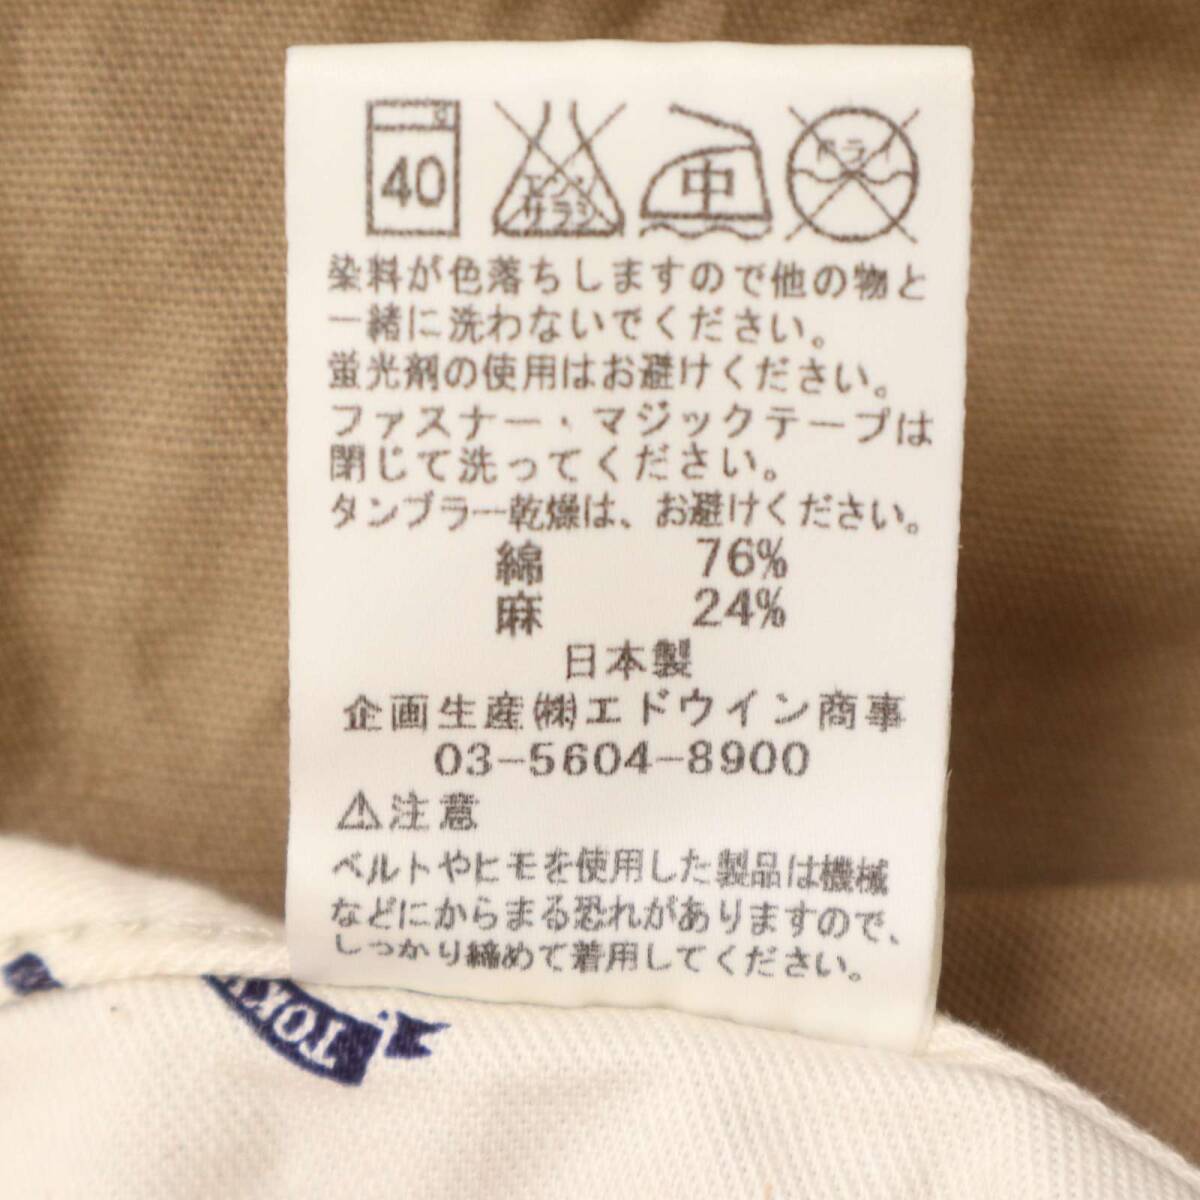 40
エンソ
サラシ
中
ドライ
染料が色落ちしますので他の物と
一緒に洗わないでください。
蛍光剤の使用はお避けください。
ファスナー・マジックテープは
閉じて洗ってください。
タンブラー乾燥は、お避けください。
綿 76%
麻 24%
日本製
企画生産㈱エドウイン商事
03-5604-8900
⚠注意
ベルトやヒモを使用した製品は機械
などにからまる恐れがありますので、
しっかり締めて着用してください。